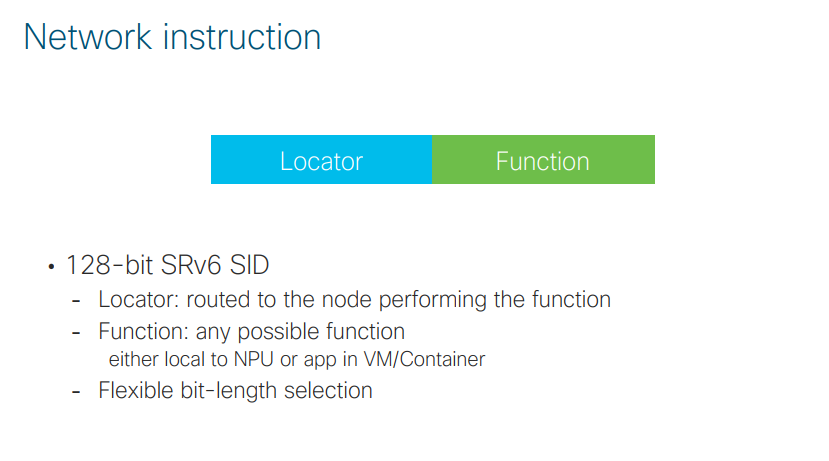 Network instruction
Locator Function
• 128-bit SRv6 SID
- Locator: routed to the node performing the function
- Function: any possible function
either local to NPU or app in VM/Container
- Flexible bit-length selection